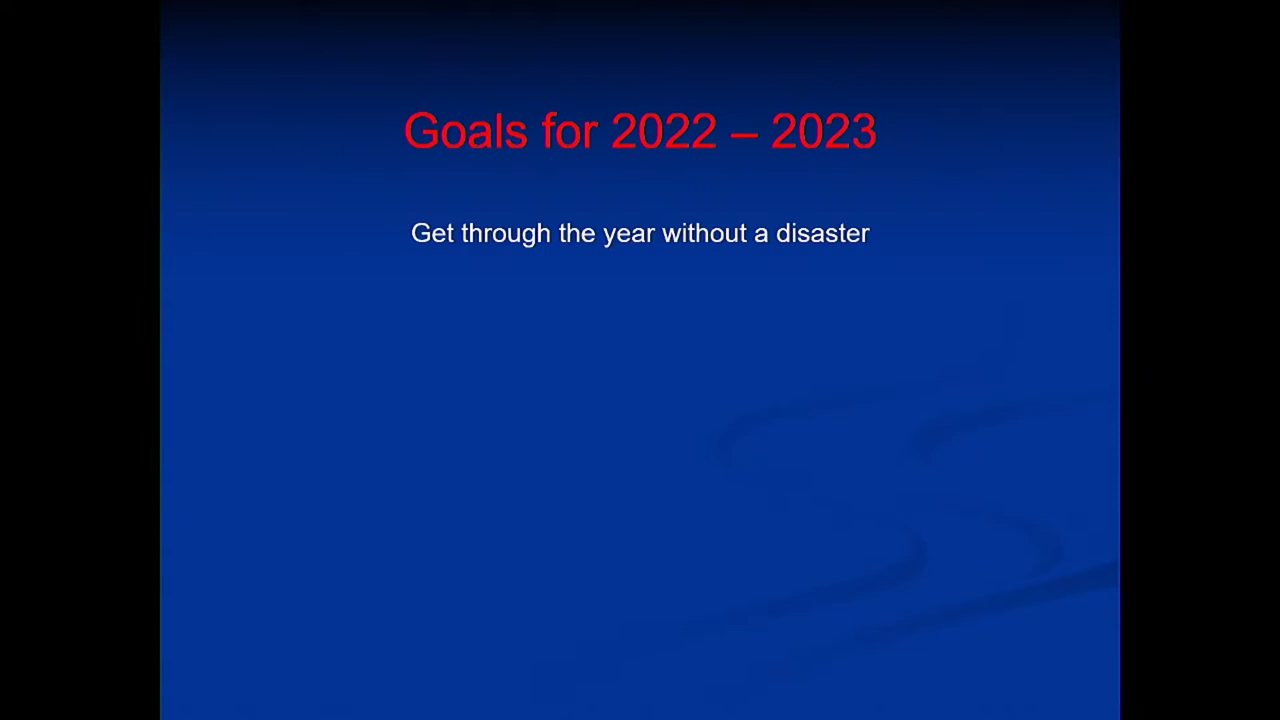 Goals for 2022 – 2023
Get through the year without a disaster